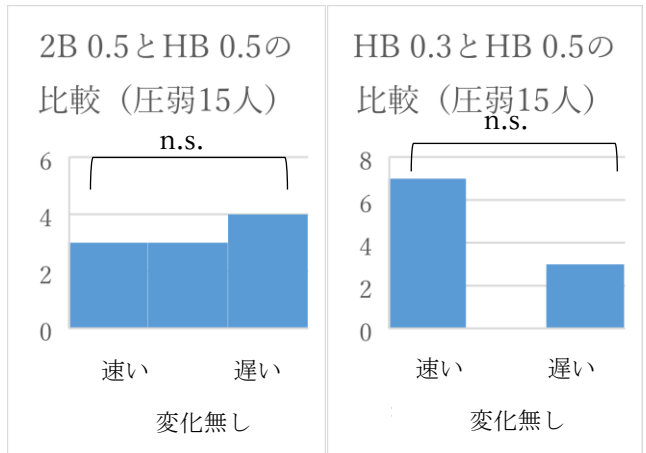 2B 0.5とHB 0.5の
比較（圧弱15人）
n.s.
6
4
2
0
速い
遅い
変化無し
HB 0.3とHB 0.5の
比較（圧弱15人）
n.s.
8
6
4
2
0
速い
遅い
変化無し